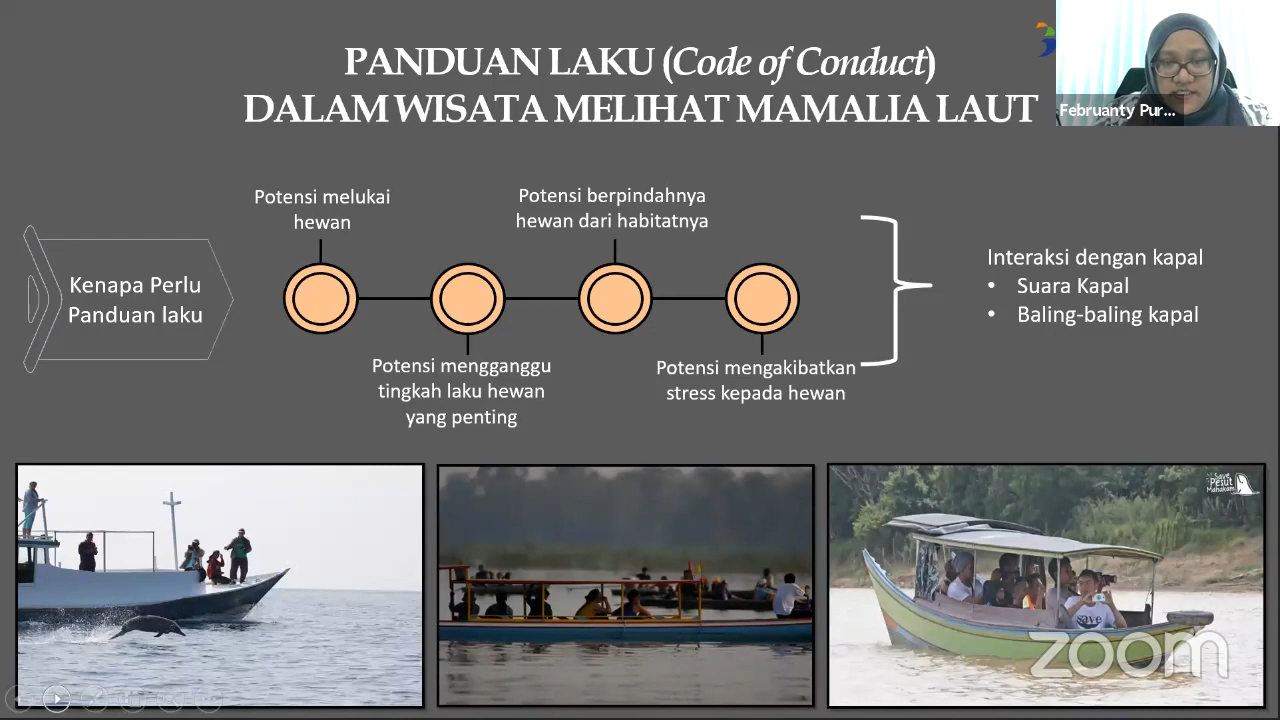 PANDUAN LAKU (Code of Conduct)
DALAM WISATA MELIHAT MAMALIA LAUT
Februanty Pur...
Kenapa Perlu
Panduan laku
Potensi melukai
hewan
Potensi mengganggu
tingkah laku hewan
yang penting
Potensi berpindahnya
hewan dari habitatnya
Potensi mengakibatkan
stress kepada hewan
Interaksi dengan kapal
• Suara Kapal
• Baling-baling kapal
Save
Pesut
Mahakam
save
zoom